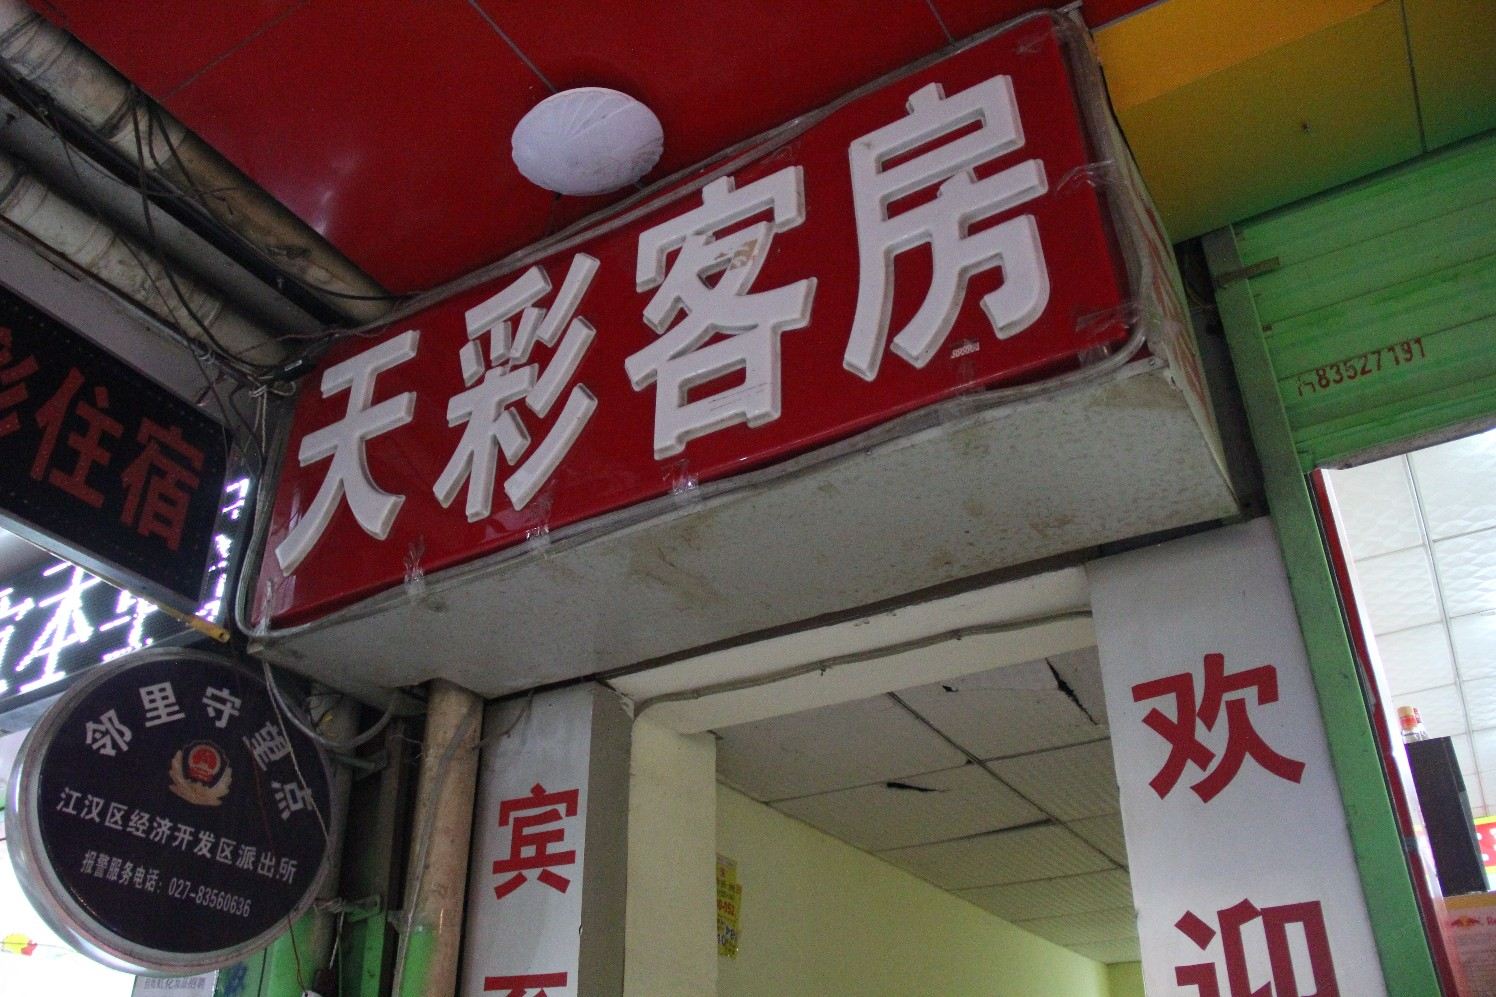 天彩客房
彩住宿
邻里守望点
江汉区经济开发区派出所
报警服务电话：027-83560636
宾
欢迎
83527191